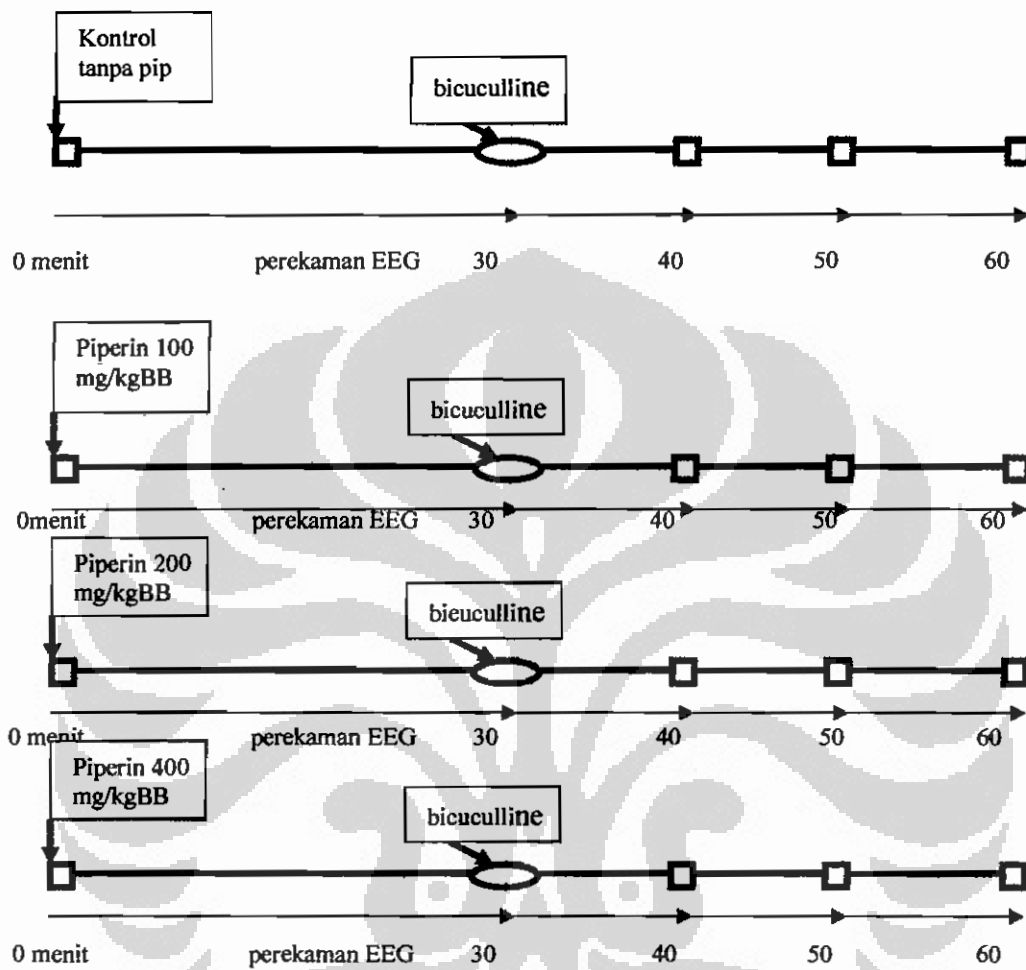 Kontrol
tanpa pip
bicuculline
0 menit perekaman EEG 30 40 50 60
Piperin 100
mg/kgBB
bicuculline
0menit perekaman EEG 30 40 50 60
Piperin 200
mg/kgBB
bieuculline
0 menit perekaman EEG 30 40 50 60
Piperin 400
mg/kgBB
bicuculline
0 menit perekaman EEG 30 40 50 60